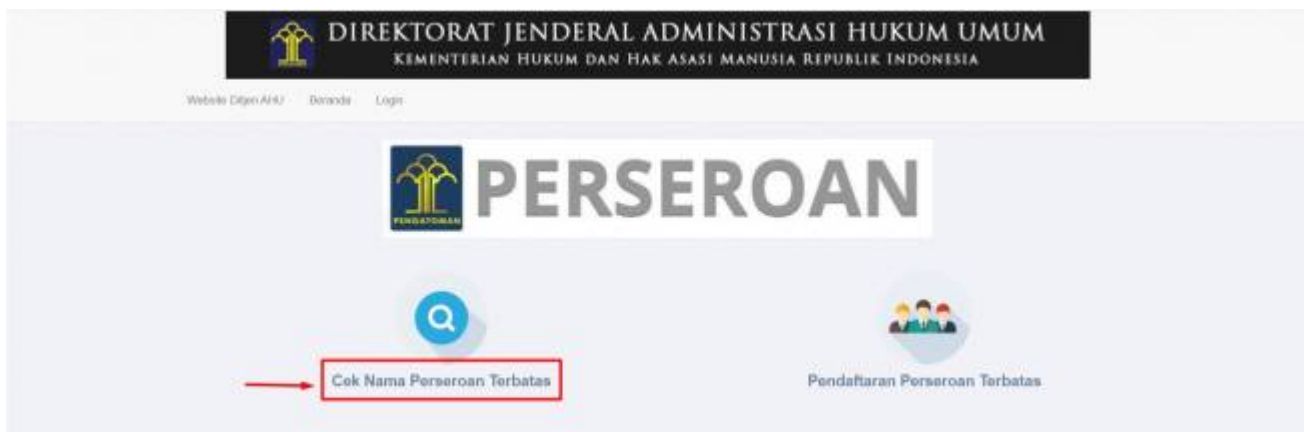 DIREKTORAT JENDERAL ADMINISTRASI HUKUM UMUM
KEMENTERIAN HUKUM DAN HAK ASASI MANUSIA REPUBLIK INDONESIA
Website Ditjen AHU Beranda Login
PENGAYOMAN
PERSEROAN
Cek Nama Perseroan Terbatas
Pendaftaran Perseroan Terbatas